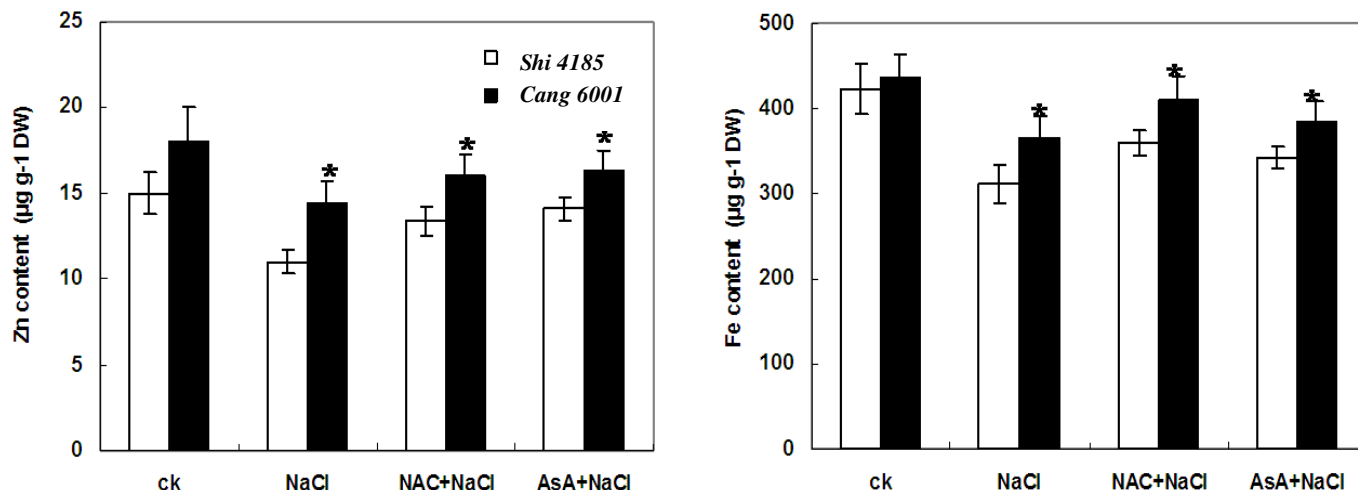 Zn content (µg g-1 DW)
25
20
15
10
5
0
Shi 4185
Cang 6001
*
*
*
ck
NaCl
NAC+NaCl
AsA+NaCl
Fe content (µg g-1 DW)
500
400
300
200
100
0
*
*
*
ck
NaCl
NAC+NaCl
AsA+NaCl